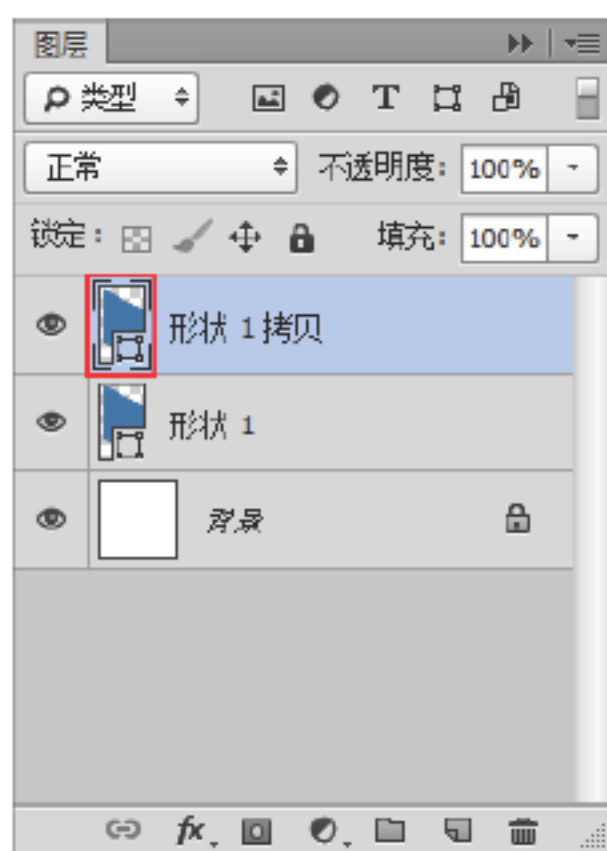 图层
类型
正常 不透明度: 100%
锁定: 填充: 100%
形状 1 拷贝
形状 1
背景
fx